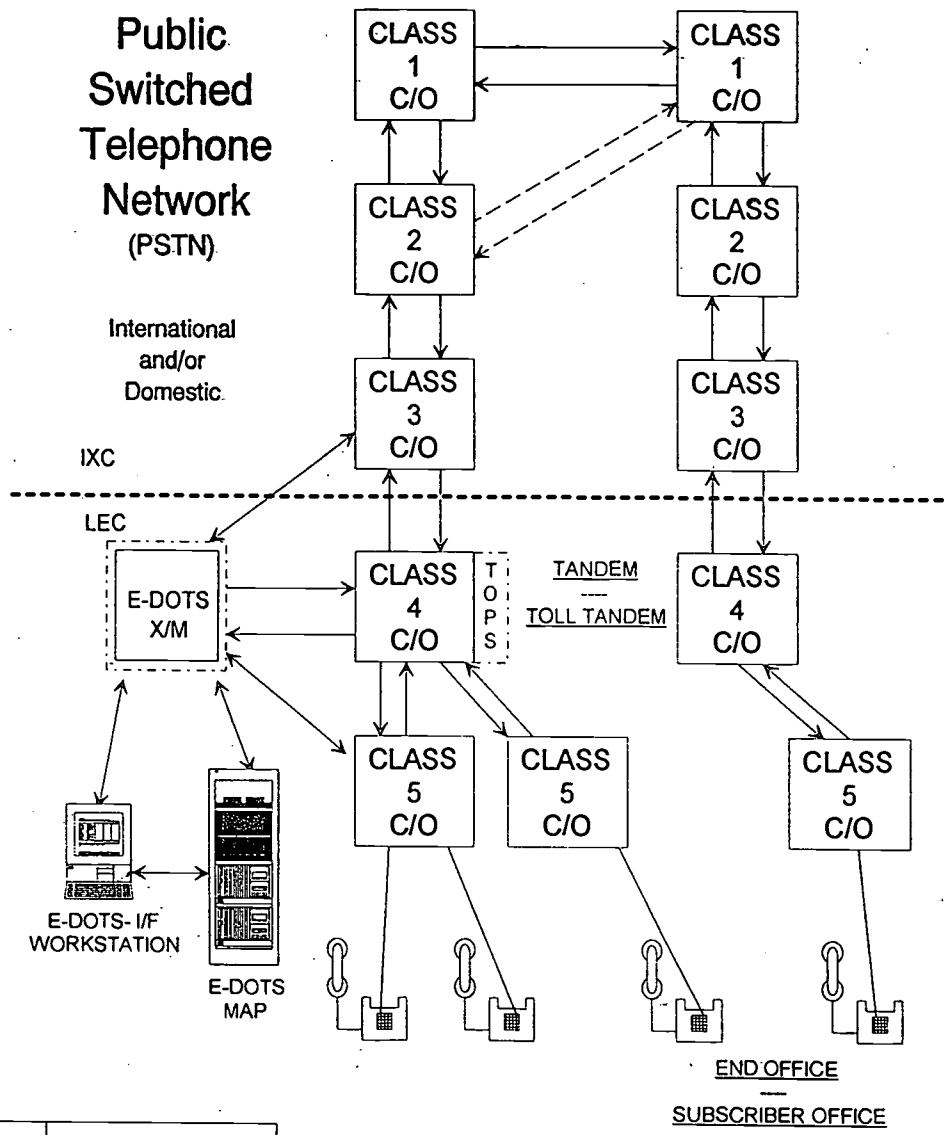 Public
Switched
Telephone
Network
(PSTN)
International
and/or
Domestic
IXC
CLASS
1
C/O
CLASS
1
C/O
CLASS
2
C/O
CLASS
2
C/O
CLASS
3
C/O
CLASS
3
C/O
LEC
E-DOTS
X/M
CLASS
4
C/O
T
O
P
S
TANDEM
TOLL TANDEM
CLASS
4
C/O
CLASS
5
C/O
CLASS
5
C/O
CLASS
5
C/O
E-DOTS- I/F
WORKSTATION
E-DOTS
MAP
END OFFICE
SUBSCRIBER OFFICE